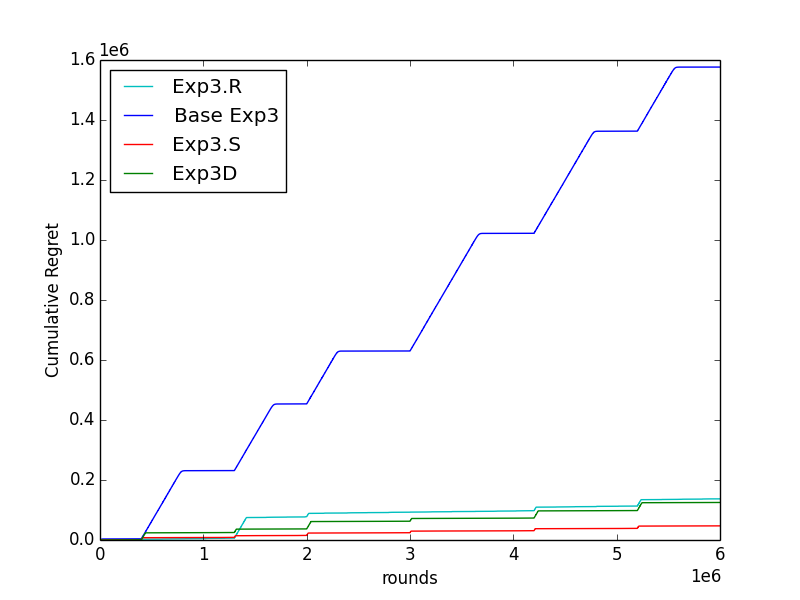 1e6
1.6
1.4
1.2
1.0
0.8
0.6
0.4
0.2
0.0
Cumulative Regret
Exp3.R
Base Exp3
Exp3.S
Exp3D
0 1 2 3 4 5 6
rounds
1e6